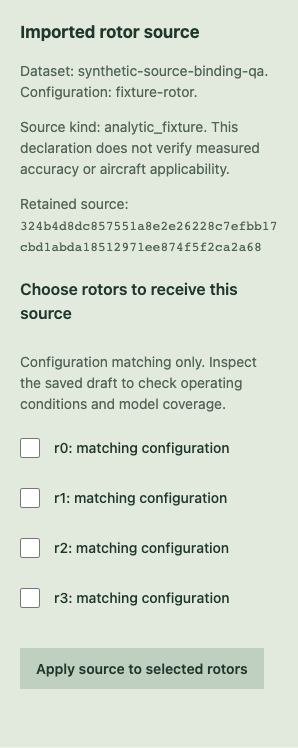 Imported rotor source
Dataset: synthetic-source-binding-qa.
Configuration: fixture-rotor.
Source kind: analytic_fixture. This
declaration does not verify measured
accuracy or aircraft applicability.
Retained source:
324b4d8dc857551a8e2e26228c7efbb17
cbd1abda18512971ee874f5f2ca2a68
Choose rotors to receive this
source
Configuration matching only. Inspect
the saved draft to check operating
conditions and model coverage.
r0: matching configuration
r1: matching configuration
r2: matching configuration
r3: matching configuration
Apply source to selected rotors